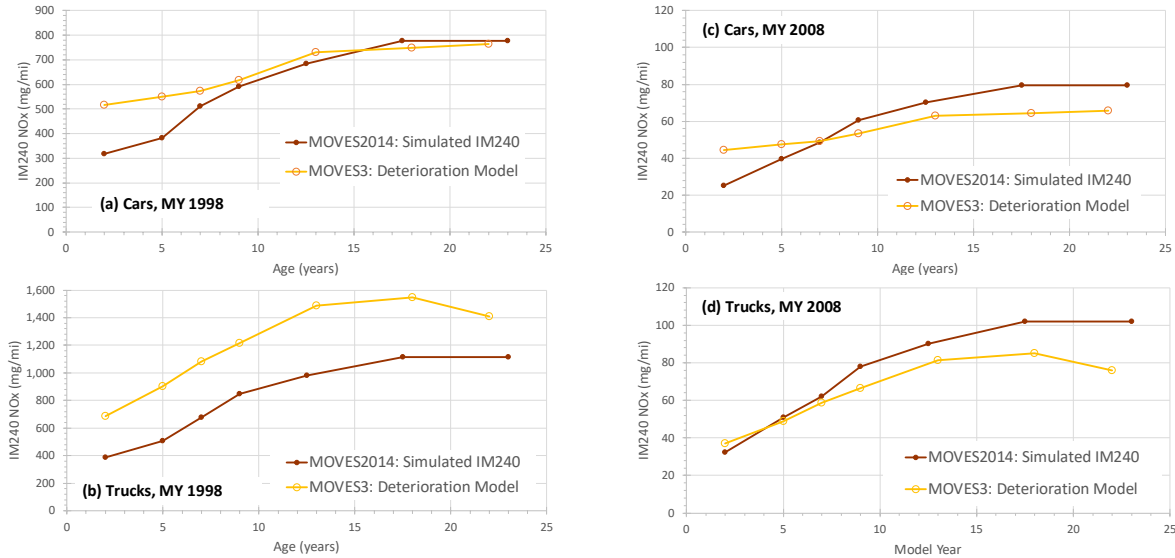 900
800
700
600
500
400
300
200
100
0
IM240 NOx (mg/mi)
MOVES2014: Simulated IM240
MOVES3: Deterioration Model
(a) Cars, MY 1998
0 5 10 15 20 25
Age (years)
120
100
80
60
40
20
0
IM240 NOx (mg/mi)
(c) Cars, MY 2008
MOVES2014: Simulated IM240
MOVES3: Deterioration Model
0 5 10 15 20 25
Age (years)
1,600
1,400
1,200
1,000
800
600
400
200
0
IM240 NOx (mg/mi)
MOVES2014: Simulated IM240
MOVES3: Deterioration Model
(b) Trucks, MY 1998
0 5 10 15 20 25
Age (years)
120
100
80
60
40
20
0
IM240 NOx (mg/mi)
(d) Trucks, MY 2008
MOVES2014: Simulated IM240
MOVES3: Deterioration Model
0 5 10 15 20 25
Model Year